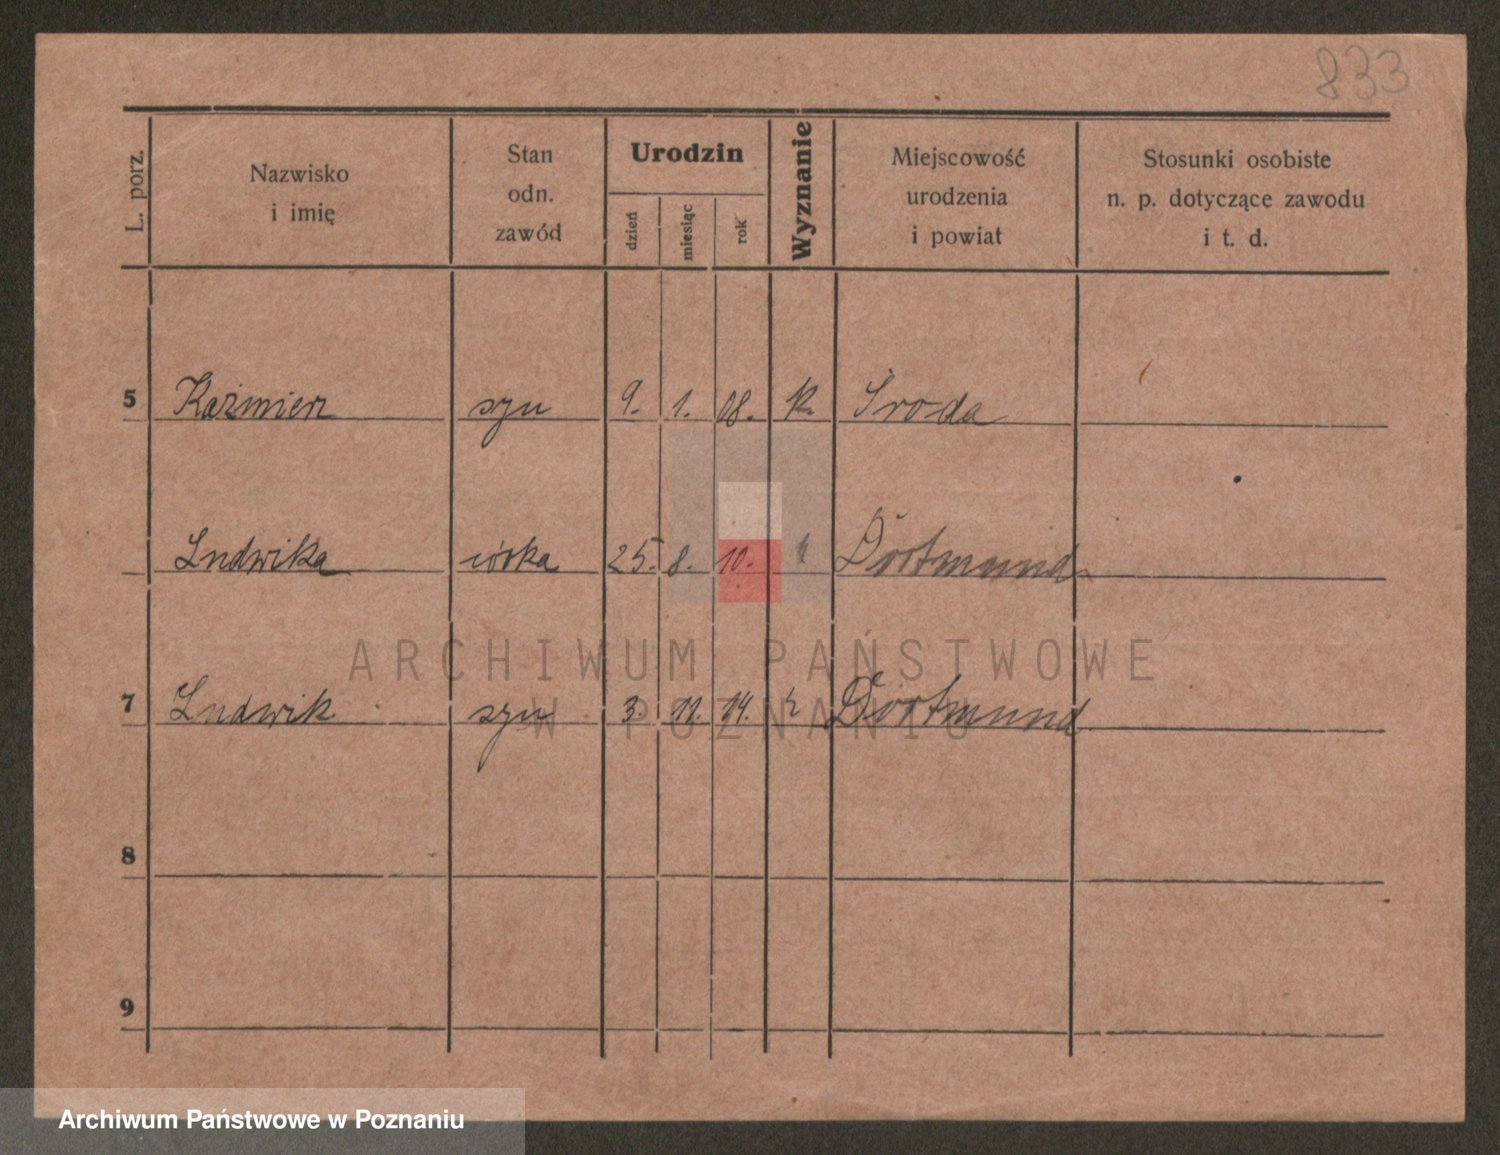 833
L. porz.
Nazwisko
i imię
Stan
odn.
zawód
Urodzin
dzień
miesiąc
rok
Wyznanie
Miejscowość
urodzenia
i powiat
Stosunki osobiste
n. p. dotyczące zawodu
i t. d.
5 Kaźmierz syn 9. 1. 08. k. Sroda
Ludwika córka 25. 8. 10. k Dortmund
7 Ludwik syn 3. 11. 14. k Dortmund
8
9
ARCHIWUM PAŃSTWOWE
W POZNANIU
Archiwum Państwowe w Poznaniu